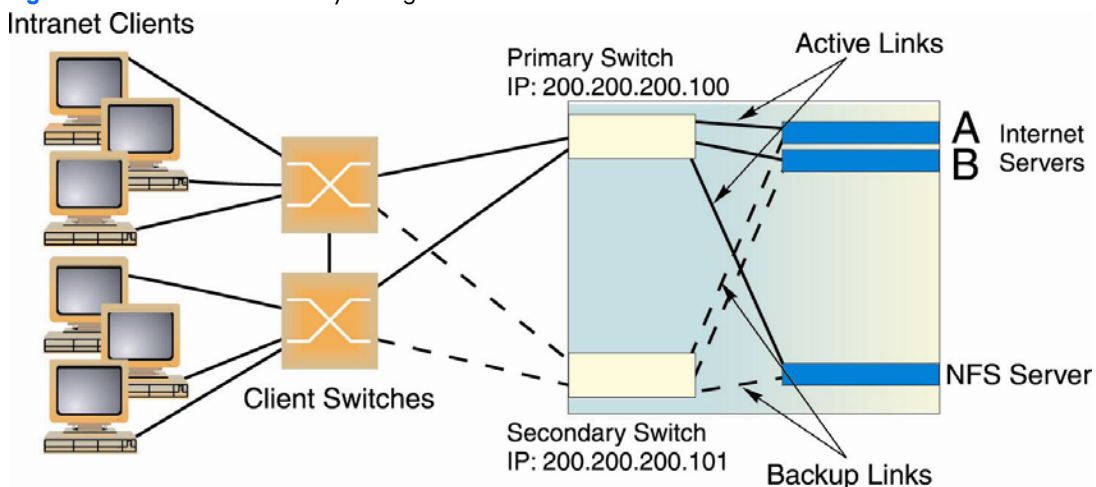 Intranet Clients
Primary Switch
IP: 200.200.200.100
Active Links
A Internet
B Servers
Client Switches
NFS Server
Secondary Switch
IP: 200.200.200.101
Backup Links